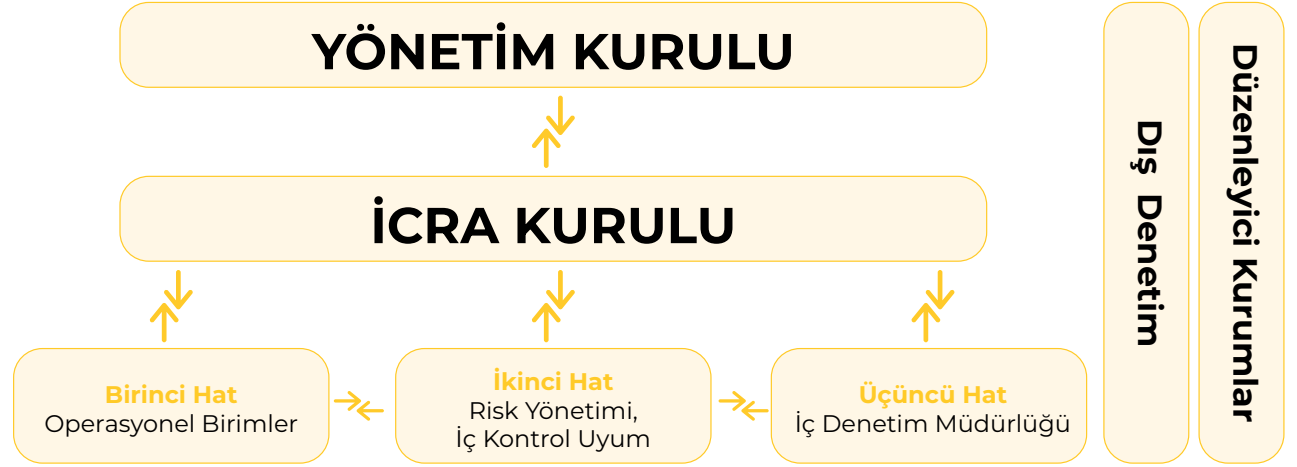 YÖNETİM KURULU
İCRA KURULU
Birinci Hat
Operasyonel Birimler
İkinci Hat
Risk Yönetimi,
İç Kontrol Uyum
Üçüncü Hat
İç Denetim Müdürlüğü
Dış Denetim
Düzenleyici Kurumlar